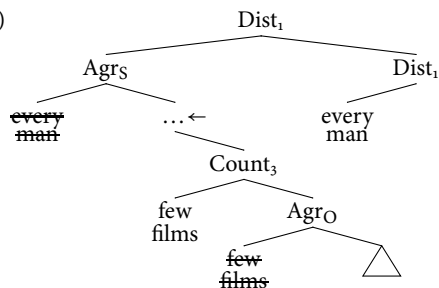 )
Dist₁
Agr_S Dist₁
every man … ← every man
Count₃
few films Agr_O
few films